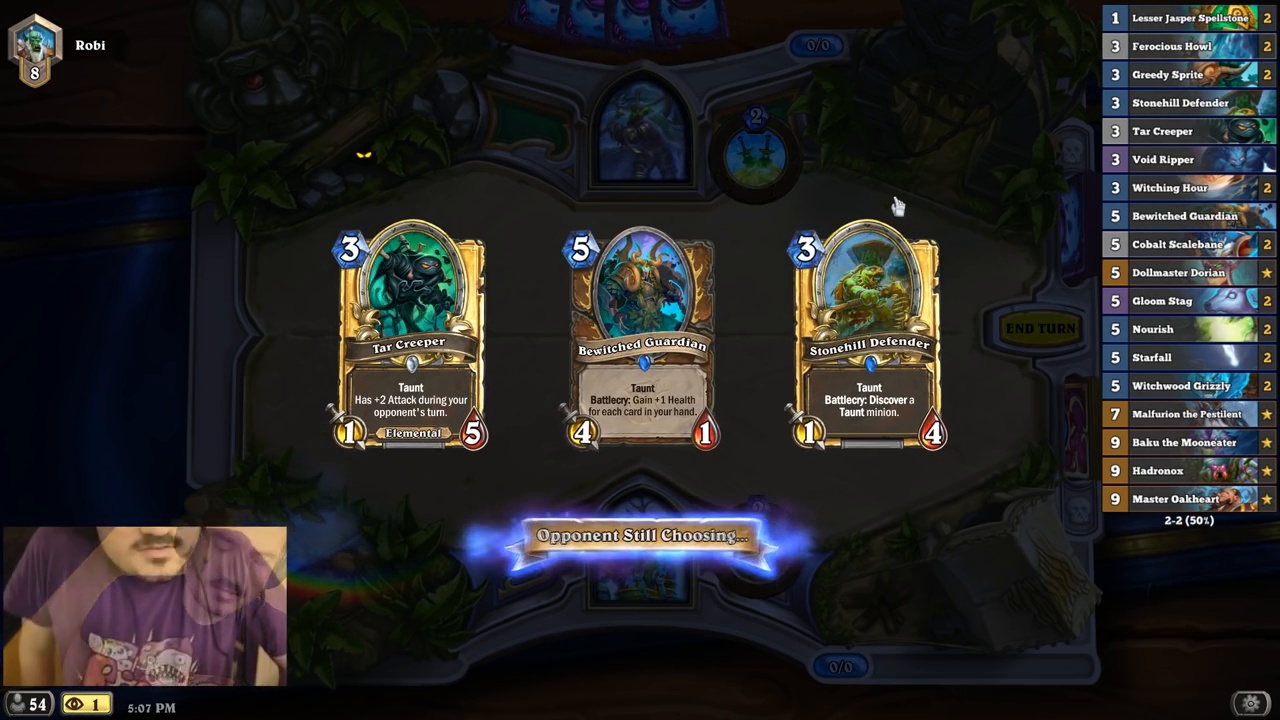 Robi
8
0/0
2
3
Tar Creeper
Taunt
Has +2 Attack during your
opponent's turn.
1
Elemental
5
5
Bewitched Guardian
Taunt
Battlecry: Gain +1 Health
for each card in your hand.
4
1
3
Stonehill Defender
Taunt
Battlecry: Discover a
Taunt minion.
1
4
END TURN
Opponent Still Choosing...
0/0
1 Lesser Jasper Spellstone 2
3 Ferocious Howl 2
3 Greedy Sprite 2
3 Stonehill Defender
3 Tar Creeper
3 Void Ripper
3 Witching Hour 2
5 Bewitched Guardian
5 Cobalt Scalebane 2
5 Dollmaster Dorian
5 Gloom Stag 2
5 Nourish 2
5 Starfall 2
5 Witchwood Grizzly 2
7 Malfurion the Pestilent
9 Baku the Mooneater
9 Hadronox
9 Master Oakheart
2-2 (50%)
54
1
5:07 PM